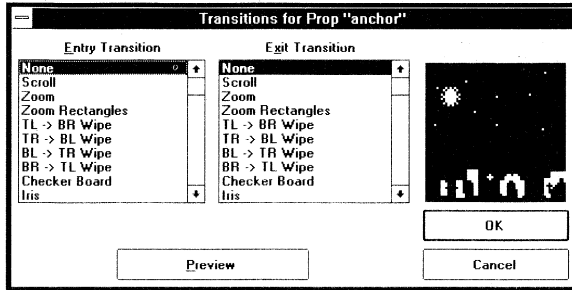 Transitions for Prop "anchor"
Entry Transition
None
Scroll
Zoom
Zoom Rectangles
TL -> BR Wipe
TR -> BL Wipe
BL -> TR Wipe
BR -> TL Wipe
Checker Board
Iris
Exit Transition
None
Scroll
Zoom
Zoom Rectangles
TL -> BR Wipe
TR -> BL Wipe
BL -> TR Wipe
BR -> TL Wipe
Checker Board
Iris
OK
Preview
Cancel